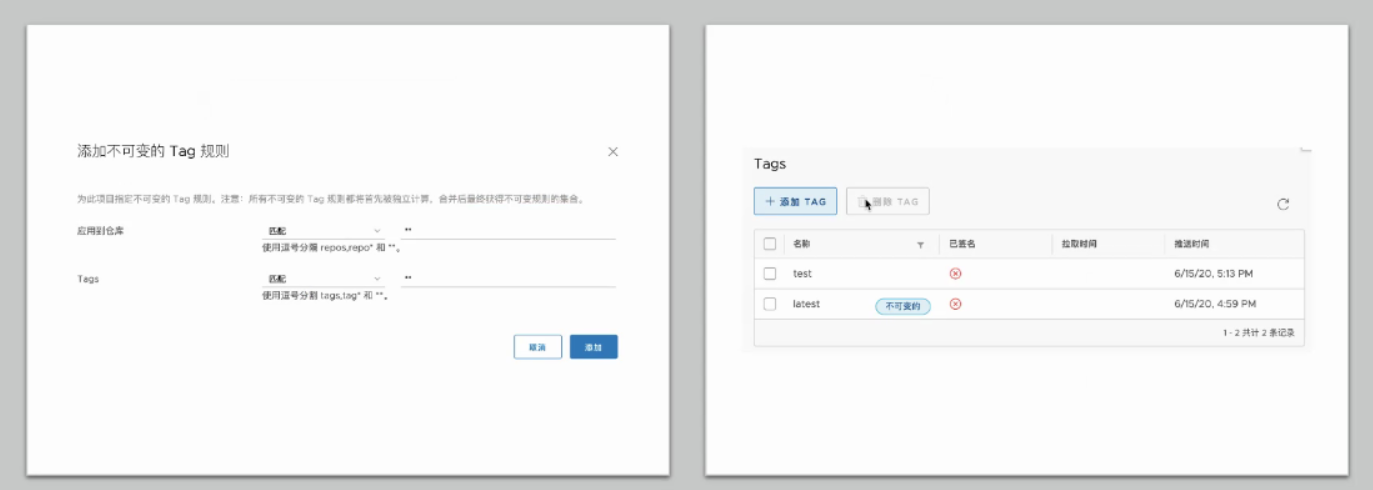 添加不可变的 Tag 规则
为此项目指定不可变的 Tag 规则。注意：所有不可变的 Tag 规则都将首先被独立计算，合并后最终获得不可变规则的集合。
应用到仓库 匹配 **
使用逗号分隔 repos,repo* 和 **。
Tags 匹配 **
使用逗号分割 tags,tag* 和 **。
取消 添加
Tags
+ 添加 TAG 删除 TAG
名称 已签名 拉取时间 推送时间
test 6/15/20, 5:13 PM
latest 不可变的 6/15/20, 4:59 PM
1 - 2 共计 2 条记录